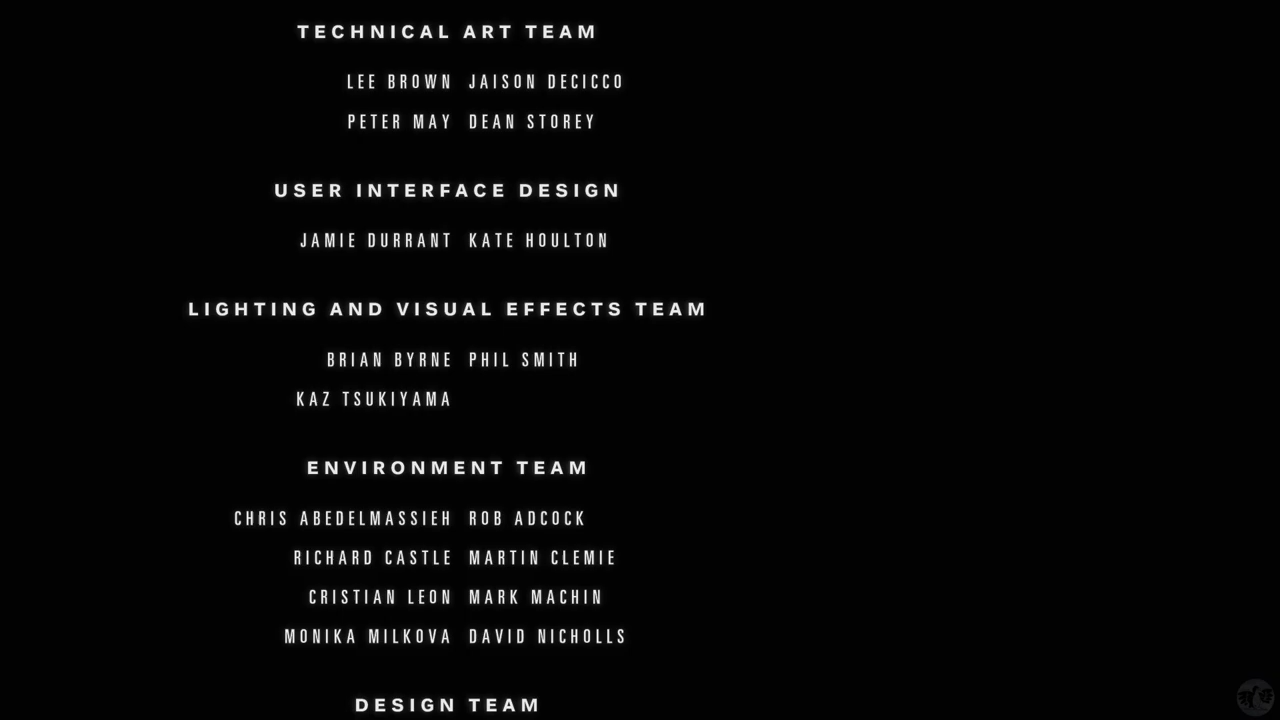 TECHNICAL ART TEAM
LEE BROWN JAISON DECICCO
PETER MAY DEAN STOREY
USER INTERFACE DESIGN
JAMIE DURRANT KATE HOULTON
LIGHTING AND VISUAL EFFECTS TEAM
BRIAN BYRNE PHIL SMITH
KAZ TSUKIYAMA
ENVIRONMENT TEAM
CHRIS ABEDELMASSIEH ROB ADCOCK
RICHARD CASTLE MARTIN CLEMIE
CRISTIAN LEON MARK MACHIN
MONIKA MILKOVA DAVID NICHOLLS
DESIGN TEAM